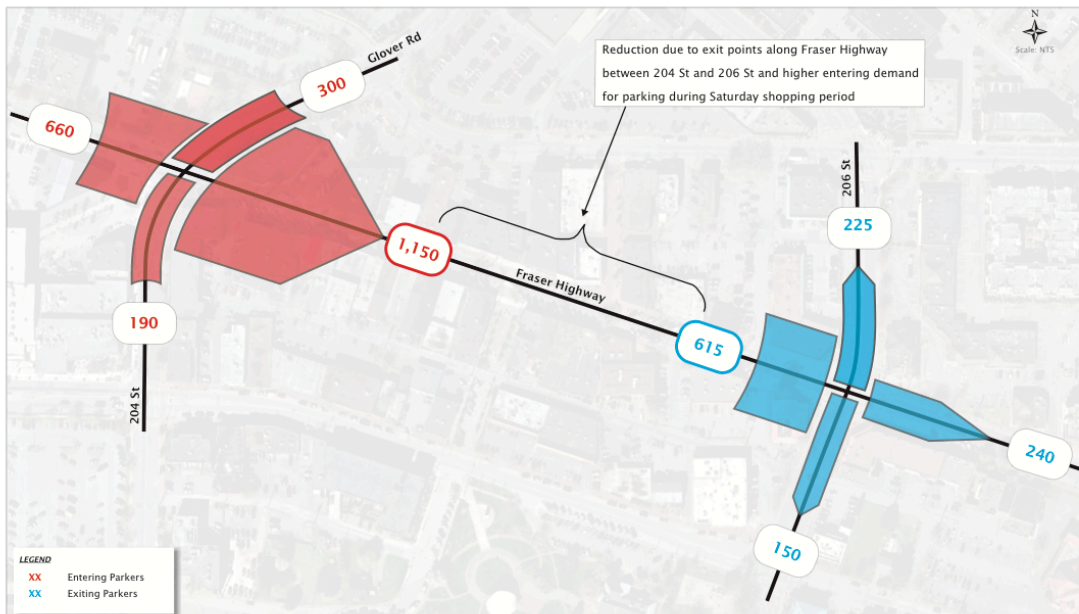 N
Scale: NTS
Glover Rd
300
660
Reduction due to exit points along Fraser Highway
between 204 St and 206 St and higher entering demand
for parking during Saturday shopping period
206 St
225
1,150
Fraser Highway
190
615
204 St
240
150
LEGEND
XX Entering Parkers
XX Exiting Parkers